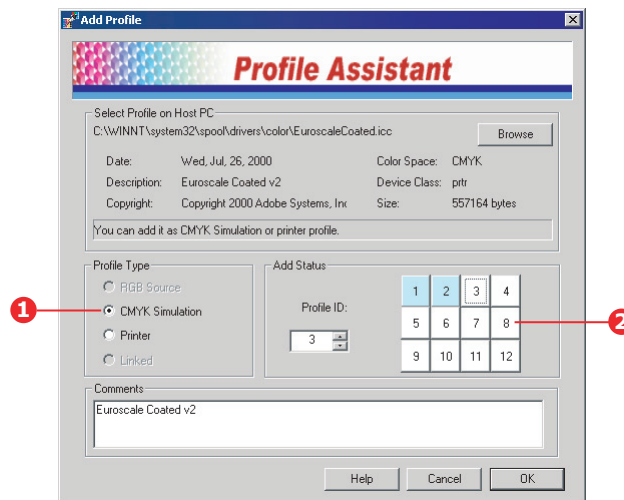 Add Profile
Profile Assistant
Select Profile on Host PC
C:\WINNT\system32\spool\drivers\color\EuroscaleCoated.icc
Browse
Date: Wed, Jul, 26, 2000 Color Space: CMYK
Description: Euroscale Coated v2 Device Class: prtr
Copyright: Copyright 2000 Adobe Systems, Inc Size: 557164 bytes
You can add it as CMYK Simulation or printer profile.
Profile Type
RGB Source
1
CMYK Simulation
Printer
Linked
Add Status
Profile ID:
3
1 2 3 4
5 6 7 8
2
9 10 11 12
Comments
Euroscale Coated v2
Help Cancel OK